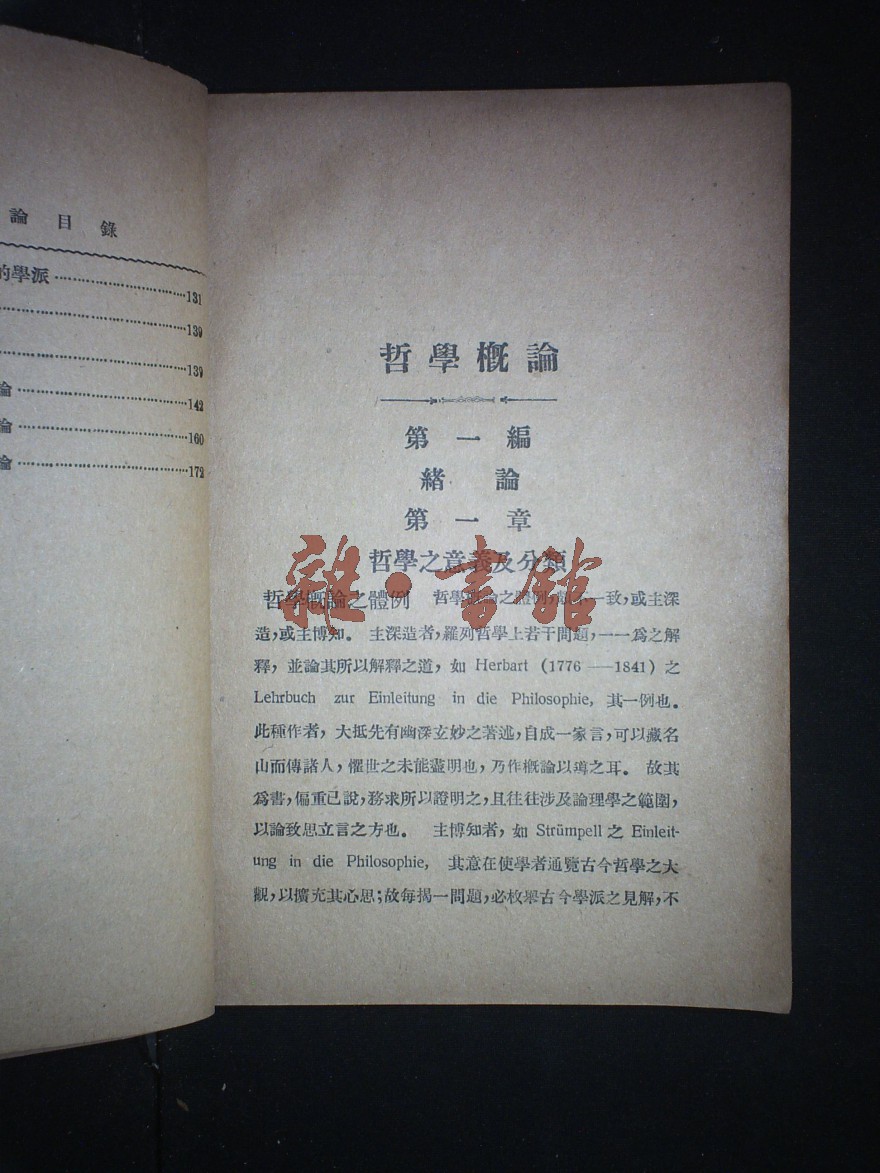 論目錄
的學派 131
139
139
論 142
論 160
論 172
哲學概論
第一編
緒論
第一章
哲學之意義及分類
雜·書館
哲學概論之體例 哲學概論之體例,頗不一致,或主深
造,或主博知。 主深造者,羅列哲學上若干問題,一一爲之解
釋,並論其所以解釋之道,如 Herbart (1776 —1841) 之
Lehrbuch zur Einleitung in die Philosophie, 其一例也。
此種作者,大抵先有幽深玄妙之著述,自成一家言,可以藏名
山而傳諸人,懼世之未能盡明也,乃作概論以導之耳。 故其
爲書,偏重已說,務求所以證明之,且往往涉及論理學之範圍,
以論致思立言之方也。 主博知者,如 Strümpell 之 Einleit-
ung in die Philosophie, 其意在使學者通覽古今哲學之大
觀,以擴充其心思;故每揭一問題,必枚舉古今學派之見解,不